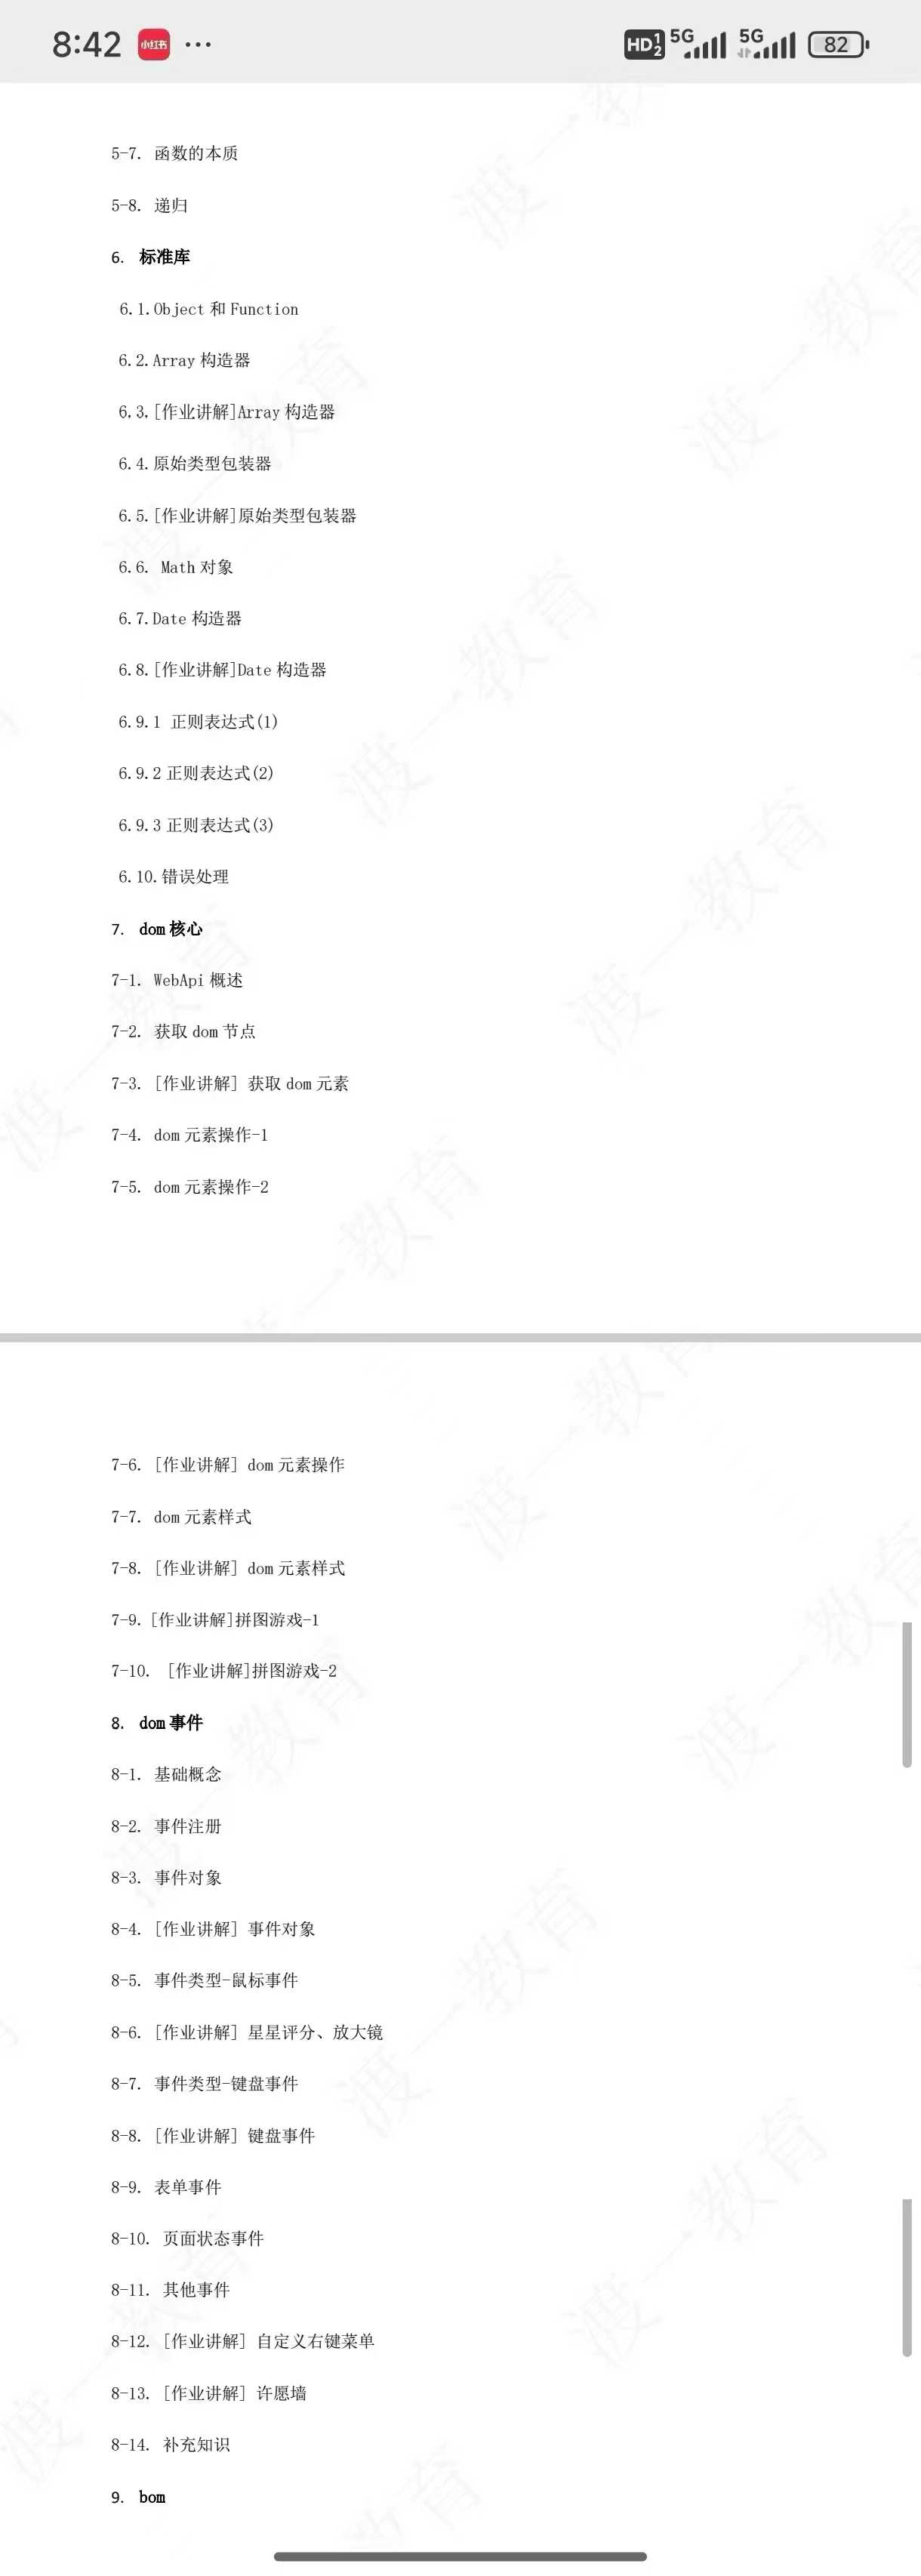 8:42 小红书 ··· HD 1 2 5G 5G 82
5-7. 函数的本质
5-8. 递归
6. 标准库
6.1.Object 和 Function
6.2.Array 构造器
6.3.[作业讲解]Array 构造器
6.4.原始类型包装器
6.5.[作业讲解]原始类型包装器
6.6. Math 对象
6.7.Date 构造器
6.8.[作业讲解]Date 构造器
6.9.1 正则表达式(1)
6.9.2 正则表达式(2)
6.9.3 正则表达式(3)
6.10.错误处理
7. dom 核心
7-1. WebApi 概述
7-2. 获取 dom 节点
7-3. [作业讲解] 获取 dom 元素
7-4. dom 元素操作-1
7-5. dom 元素操作-2
7-6. [作业讲解] dom 元素操作
7-7. dom 元素样式
7-8. [作业讲解] dom 元素样式
7-9. [作业讲解]拼图游戏-1
7-10. [作业讲解]拼图游戏-2
8. dom 事件
8-1. 基础概念
8-2. 事件注册
8-3. 事件对象
8-4. [作业讲解] 事件对象
8-5. 事件类型-鼠标事件
8-6. [作业讲解] 星星评分、放大镜
8-7. 事件类型-键盘事件
8-8. [作业讲解] 键盘事件
8-9. 表单事件
8-10. 页面状态事件
8-11. 其他事件
8-12. [作业讲解] 自定义右键菜单
8-13. [作业讲解] 许愿墙
8-14. 补充知识
9. bom
渡一教育